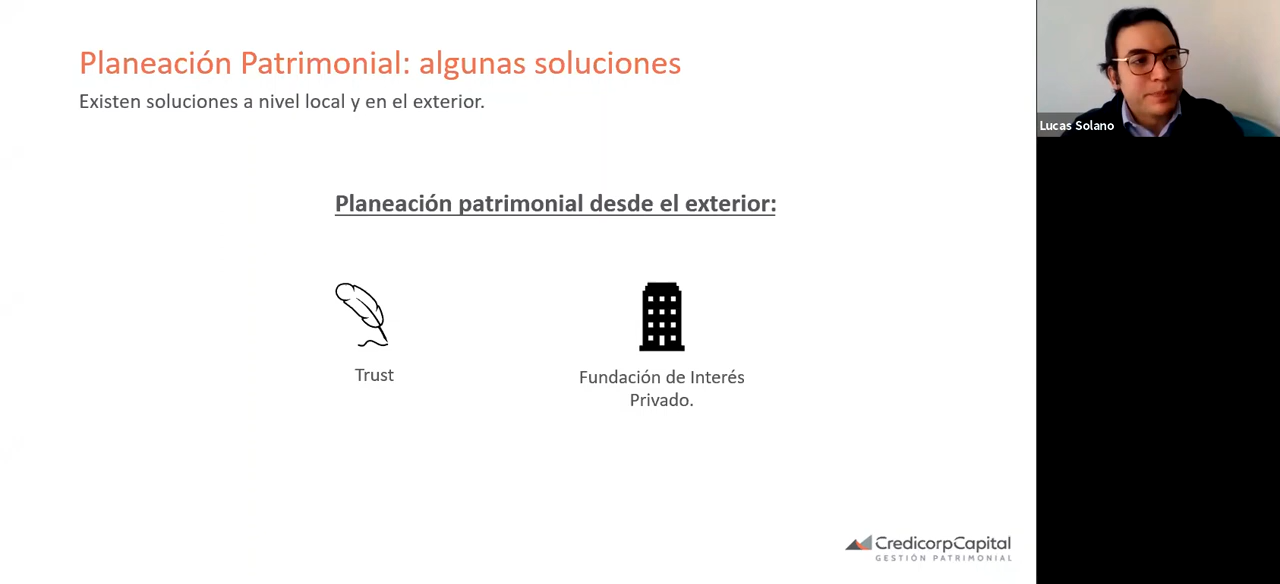 Planeación Patrimonial: algunas soluciones
Existen soluciones a nivel local y en el exterior.
Planeación patrimonial desde el exterior:
Trust
Fundación de Interés
Privado.
CredicorpCapital
GESTIÓN PATRIMONIAL
Lucas Solano